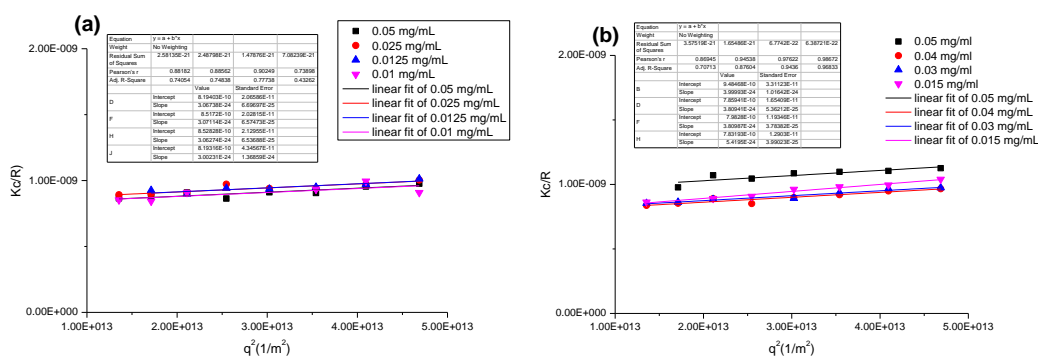 (a)
Equation y = a + b*x
Weight No Weighting
Residual Sum of Squares 2.58135E-21 2.48798E-21 1.47876E-21 7.08239E-21
Pearson's r 0.88182 0.88562 0.90249 0.73898
Adj. R-Square 0.74054 0.74838 0.77738 0.43262
Value Standard Error
D Intercept 8.19403E-10 2.06586E-11
Slope 3.06738E-24 6.69697E-25
F Intercept 8.5172E-10 2.02815E-11
Slope 3.07114E-24 6.57473E-25
H Intercept 8.52828E-10 2.12955E-11
Slope 3.06274E-24 6.53686E-25
J Intercept 8.19316E-10 4.34567E-11
Slope 3.00231E-24 1.36859E-24
0.05 mg/mL
0.025 mg/mL
0.0125 mg/mL
0.01 mg/mL
linear fit of 0.05 mg/mL
linear fit of 0.025 mg/mL
linear fit of 0.0125 mg/mL
linear fit of 0.01 mg/mL
2.00E-009
1.00E-009
0.00E+000
Kc/R
1.00E+013 2.00E+013 3.00E+013 4.00E+013 5.00E+013
q²(1/m²)
(b)
Equation y = a + b*x
Weight No Weighting
Residual Sum of Squares 3.57519E-21 1.65486E-21 6.7742E-22 6.38721E-22
Pearson's r 0.86945 0.94538 0.97622 0.98672
Adj. R-Square 0.70713 0.87604 0.9436 0.96833
Value Standard Error
B Intercept 9.48468E-10 3.31123E-11
Slope 3.99993E-24 1.01642E-24
D Intercept 7.85941E-10 1.65409E-11
Slope 3.80941E-24 5.36212E-25
F Intercept 7.9828E-10 1.19346E-11
Slope 3.80987E-24 3.78382E-25
H Intercept 7.83193E-10 1.2903E-11
Slope 5.4195E-24 3.99023E-25
0.05 mg/ml
0.04 mg/ml
0.03 mg/ml
0.015 mg/ml
linear fit of 0.05 mg/mL
linear fit of 0.04 mg/mL
linear fit of 0.03 mg/mL
linear fit of 0.015 mg/mL
2.00E-009
1.00E-009
0.00E+000
Kc/R
1.00E+013 2.00E+013 3.00E+013 4.00E+013 5.00E+013
q²(1/m²)